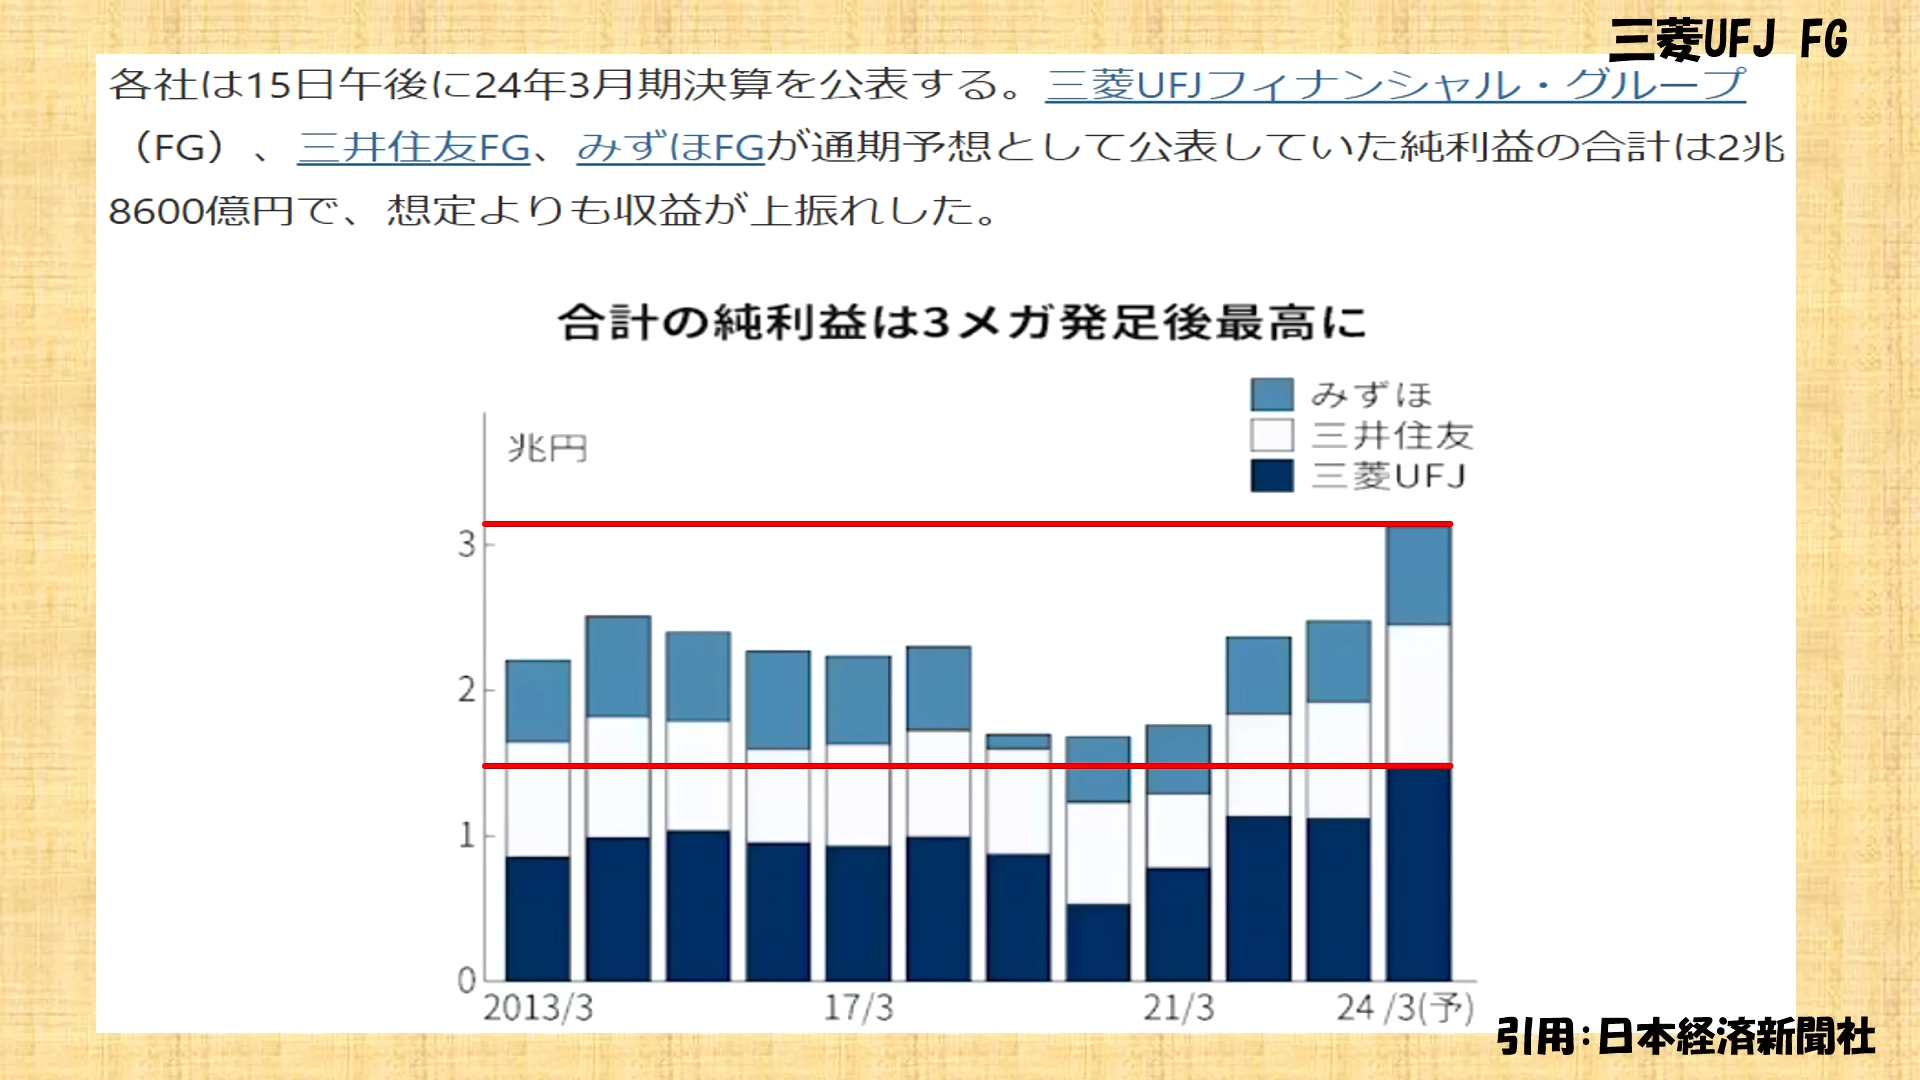 三菱UFJ FG
各社は15日午後に24年3月期決算を公表する。三菱UFJフィナンシャル・グループ
（FG）、三井住友FG、みずほFGが通期予想として公表していた純利益の合計は2兆
8600億円で、想定よりも収益が上振れした。
合計の純利益は3メガ発足後最高に
みずほ
三井住友
三菱UFJ
兆円
3
2
1
0
2013/3 17/3 21/3 24 /3(予)
引用：日本経済新聞社